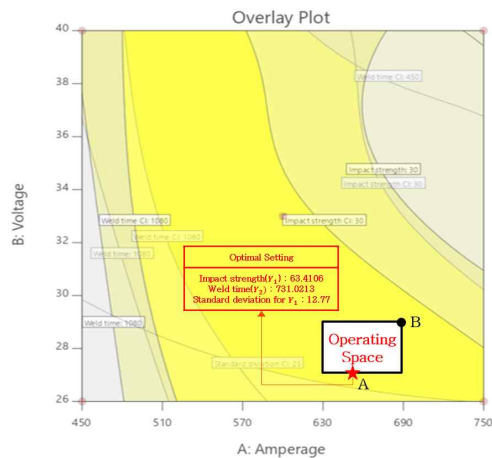 Overlay Plot
40
38
36
34
32
30
28
26
B: Voltage
Weld time CI: 450
Impact strength: 30
Impact strength CI: 30
Weld time CI: 1080
Impact strength CI: 30
Weld time CI: 1080
Weld time: 1080
Optimal Setting
Impact strength(Y₁) : 63.4106
Weld time(Y₂) : 731.0213
Standard deviation for Y₁ : 12.77
Weld time: 1080
B
Operating
Space
Standard deviation CI: 25
A
450
510
570
630
690
750
A: Amperage